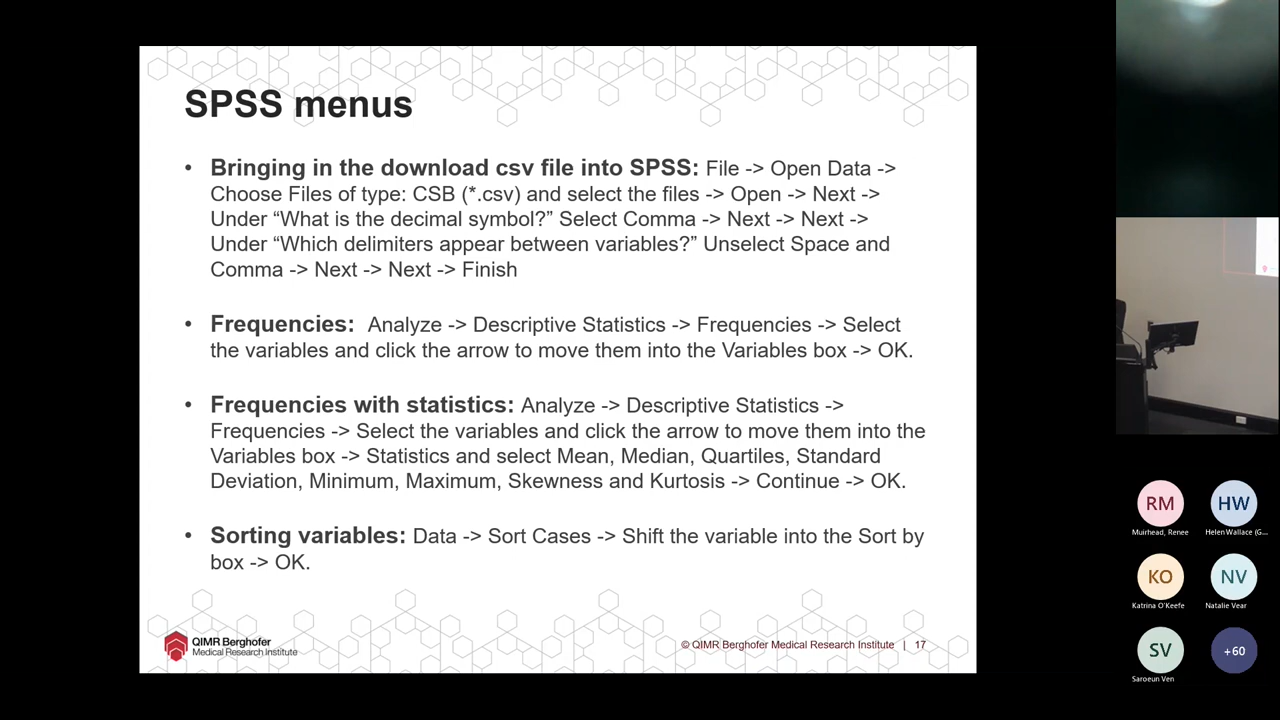 SPSS menus
• Bringing in the download csv file into SPSS: File -> Open Data ->
Choose Files of type: CSB (*.csv) and select the files -> Open -> Next ->
Under “What is the decimal symbol?” Select Comma -> Next -> Next ->
Under “Which delimiters appear between variables?” Unselect Space and
Comma -> Next -> Next -> Finish
• Frequencies: Analyze -> Descriptive Statistics -> Frequencies -> Select
the variables and click the arrow to move them into the Variables box -> OK.
• Frequencies with statistics: Analyze -> Descriptive Statistics ->
Frequencies -> Select the variables and click the arrow to move them into the
Variables box -> Statistics and select Mean, Median, Quartiles, Standard
Deviation, Minimum, Maximum, Skewness and Kurtosis -> Continue -> OK.
• Sorting variables: Data -> Sort Cases -> Shift the variable into the Sort by
box -> OK.
QIMR Berghofer
Medical Research Institute
© QIMR Berghofer Medical Research Institute | 17
RM
Muirhead, Renee
HW
Helen Wallace (G...
KO
Katrina O'Keefe
NV
Natalie Vear
SV
Saroeun Ven
+60